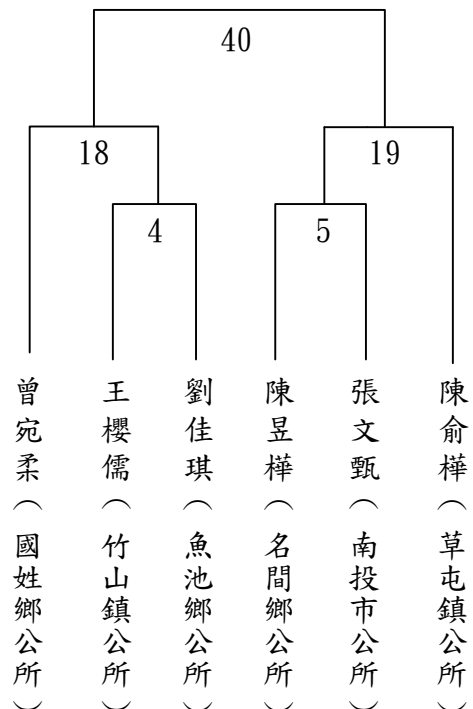 40
18
19
4
5
曾宛柔（國姓鄉公所）
王櫻儒（竹山鎮公所）
劉佳琪（魚池鄉公所）
陳昱樺（名間鄉公所）
張文甄（南投市公所）
陳俞樺（草屯鎮公所）